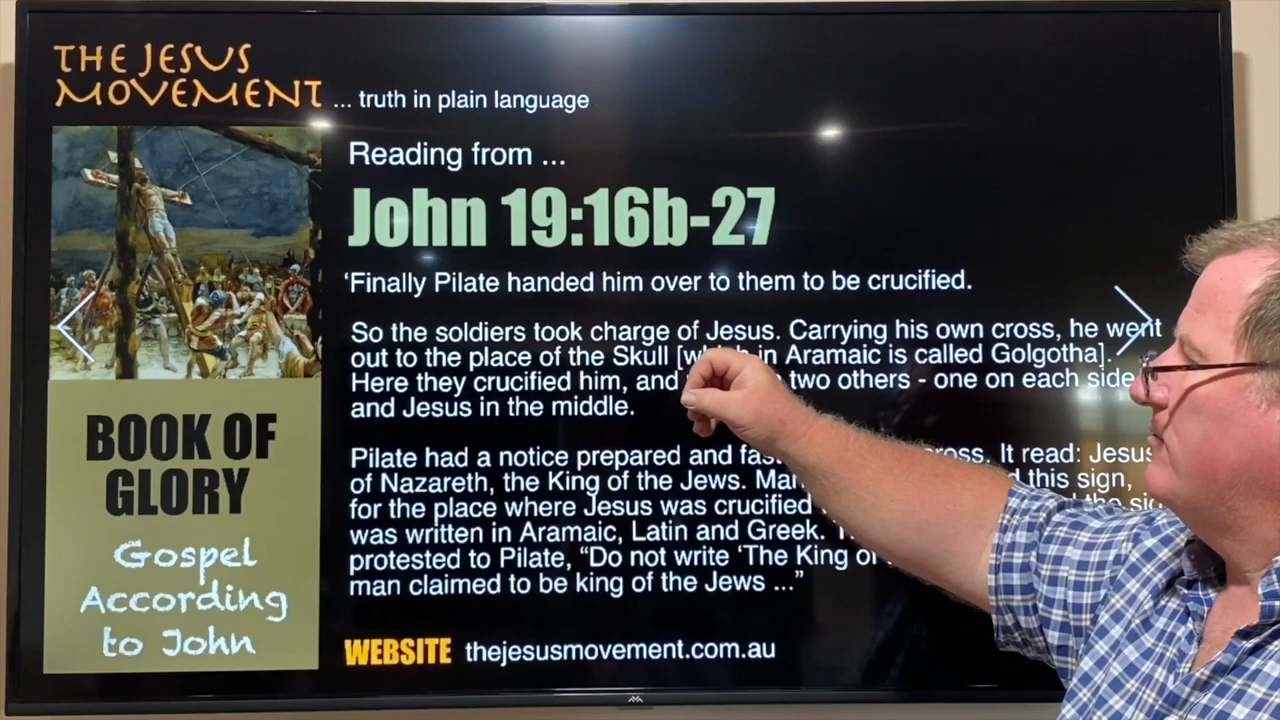 THE JESUS
MOVEMENT ... truth in plain language
Reading from ...
John 19:16b-27
‘Finally Pilate handed him over to them to be crucified.
So the soldiers took charge of Jesus. Carrying his own cross, he went
out to the place of the Skull [which in Aramaic is called Golgotha].
Here they crucified him, and two others - one on each side
and Jesus in the middle.
Pilate had a notice prepared and cross. It read: Jesus
of Nazareth, the King of the Jews. this sign,
for the place where Jesus was crucified the
was written in Aramaic, Latin and Greek.
protested to Pilate, “Do not write ‘The King of
man claimed to be king of the Jews ...”
BOOK OF
GLORY
Gospel
According
to John
WEBSITE thejesusmovement.com.au